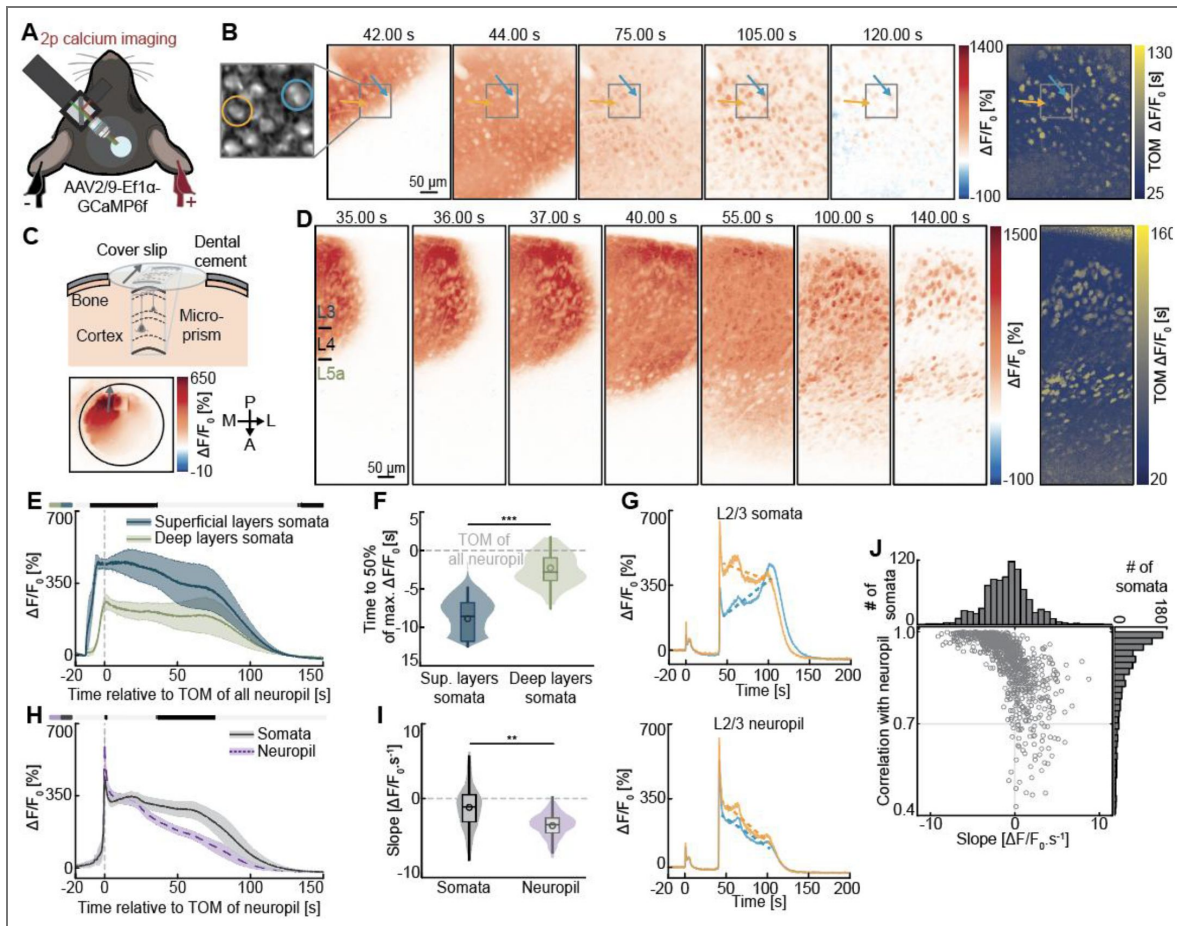 A
2p calcium imaging
-
+
AAV2/9-Ef1α-
GCaMP6f
B
42.00 s
44.00 s
75.00 s
105.00 s
120.00 s
50 µm
1400
ΔF/F0 [%]
-100
130
TOM ΔF/F0 [s]
25
C
Cover slip
Dental
cement
Bone
Cortex
Micro-
prism
650
ΔF/F0 [%]
-10
P
M
L
A
D
35.00 s
36.00 s
37.00 s
40.00 s
55.00 s
100.00 s
140.00 s
L3
L4
L5a
50 µm
1500
ΔF/F0 [%]
-100
160
TOM ΔF/F0 [s]
20
E
700
350
0
ΔF/F0 [%]
Superficial layers somata
Deep layers somata
-20
0
50
100
150
Time relative to TOM of all neuropil [s]
F
***
TOM of
all neuropil
Time to 50%
of max. ΔF/F0 [s]
5
0
-5
-10
15
Sup. layers
somata
Deep layers
somata
G
L2/3 somata
700
350
0
ΔF/F0 [%]
-20
0
50
100
150
200
Time [s]
L2/3 neuropil
700
350
0
ΔF/F0 [%]
-20
0
50
100
150
200
Time [s]
H
700
350
0
ΔF/F0 [%]
Somata
Neuropil
-20
0
50
100
150
Time relative to TOM of neuropil [s]
I
**
10
0
-10
Slope [ΔF/F0.s-1]
Somata
Neuropil
J
120
0
# of
somata
# of
somata
0
180
1.0
0.7
0.4
Correlation with neuropil
-10
0
10
Slope [ΔF/F0.s-1]